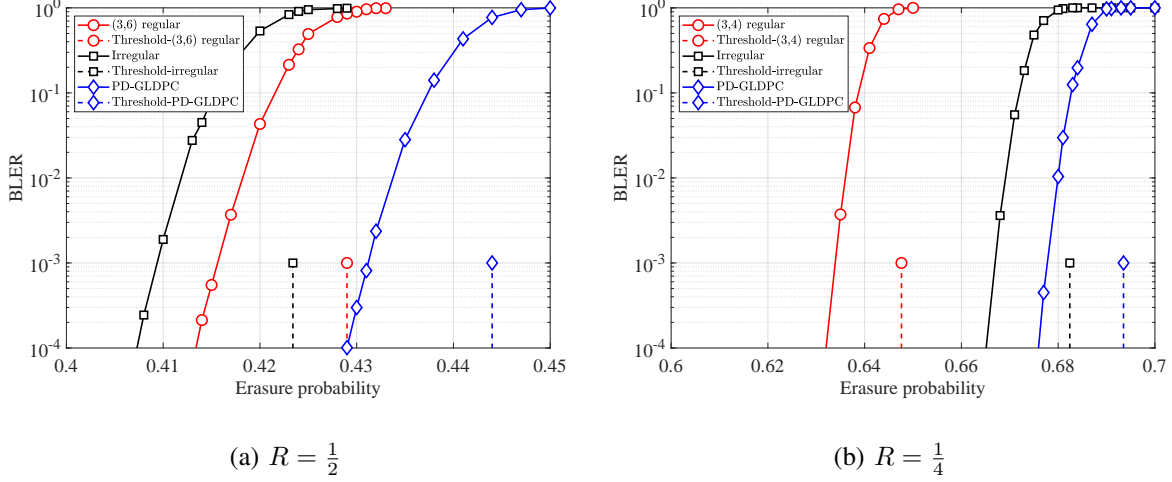 10^0
10^-1
10^-2
10^-3
10^-4
BLER
(3,6) regular
Threshold-(3,6) regular
Irregular
Threshold-irregular
PD-GLDPC
Threshold-PD-GLDPC
0.4 0.41 0.42 0.43 0.44 0.45
Erasure probability
(a) R = 1/2
10^0
10^-1
10^-2
10^-3
10^-4
BLER
(3,4) regular
Threshold-(3,4) regular
Irregular
Threshold-irregular
PD-GLDPC
Threshold-PD-GLDPC
0.6 0.62 0.64 0.66 0.68 0.7
Erasure probability
(b) R = 1/4